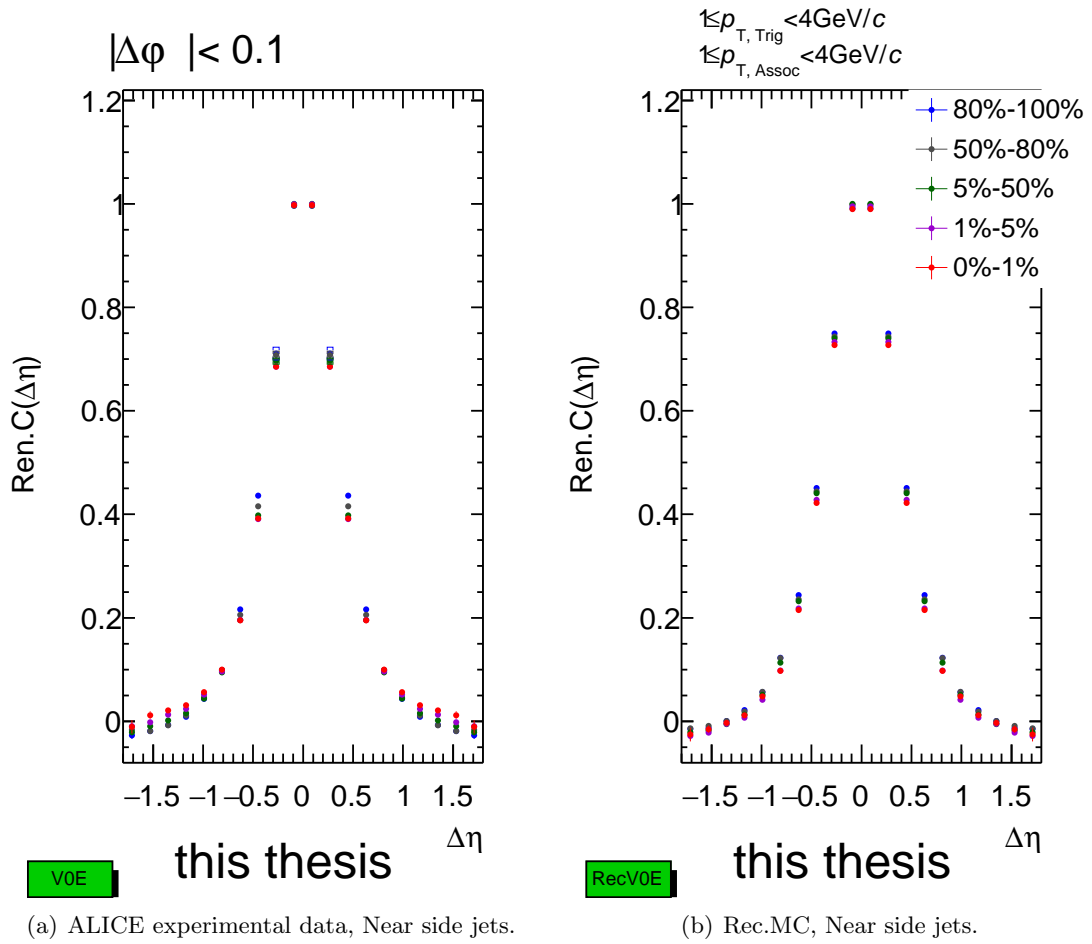 |Δφ |< 0.1
1≤p T, Trig <4GeV/c
1≤p T, Assoc <4GeV/c
1.2
1
0.8
0.6
0.4
0.2
0
Ren.C(Δη)
−1.5 −1 −0.5 0 0.5 1 1.5
Δη
this thesis
V0E
1.2
1
0.8
0.6
0.4
0.2
0
Ren.C(Δη)
80%-100%
50%-80%
5%-50%
1%-5%
0%-1%
−1.5 −1 −0.5 0 0.5 1 1.5
Δη
this thesis
RecV0E
(a) ALICE experimental data, Near side jets.
(b) Rec.MC, Near side jets.